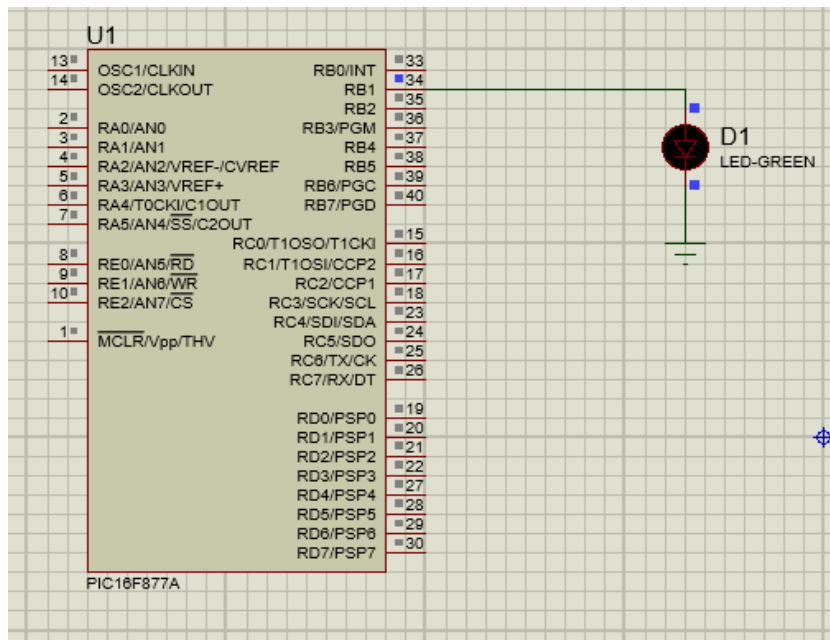 U1
13
OSC1/CLKIN
14
OSC2/CLKOUT
2
RA0/AN0
3
RA1/AN1
4
RA2/AN2/VREF-/CVREF
5
RA3/AN3/VREF+
6
RA4/T0CKI/C1OUT
7
RA5/AN4/SS/C2OUT
8
RE0/AN5/RD
9
RE1/AN6/WR
10
RE2/AN7/CS
1
MCLR/Vpp/THV
33
RB0/INT
34
RB1
35
RB2
36
RB3/PGM
37
RB4
38
RB5
39
RB6/PGC
40
RB7/PGD
15
RC0/T1OSO/T1CKI
16
RC1/T1OSI/CCP2
17
RC2/CCP1
18
RC3/SCK/SCL
23
RC4/SDI/SDA
24
RC5/SDO
25
RC6/TX/CK
26
RC7/RX/DT
19
RD0/PSP0
20
RD1/PSP1
21
RD2/PSP2
22
RD3/PSP3
27
RD4/PSP4
28
RD5/PSP5
29
RD6/PSP6
30
RD7/PSP7
PIC16F877A
D1
LED-GREEN